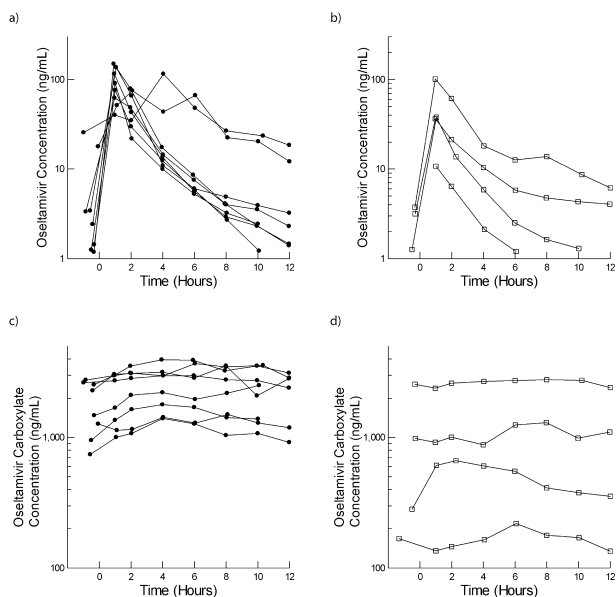 a)
Oseltamivir Concentration (ng/mL)
100
10
1
0 2 4 6 8 10 12
Time (Hours)
b)
Oseltamivir Concentration (ng/mL)
100
10
1
0 2 4 6 8 10 12
Time (Hours)
c)
Oseltamivir Carboxylate
Concentration (ng/mL)
1,000
100
0 2 4 6 8 10 12
Time (Hours)
d)
Oseltamivir Carboxylate
Concentration (ng/mL)
1,000
100
0 2 4 6 8 10 12
Time (Hours)